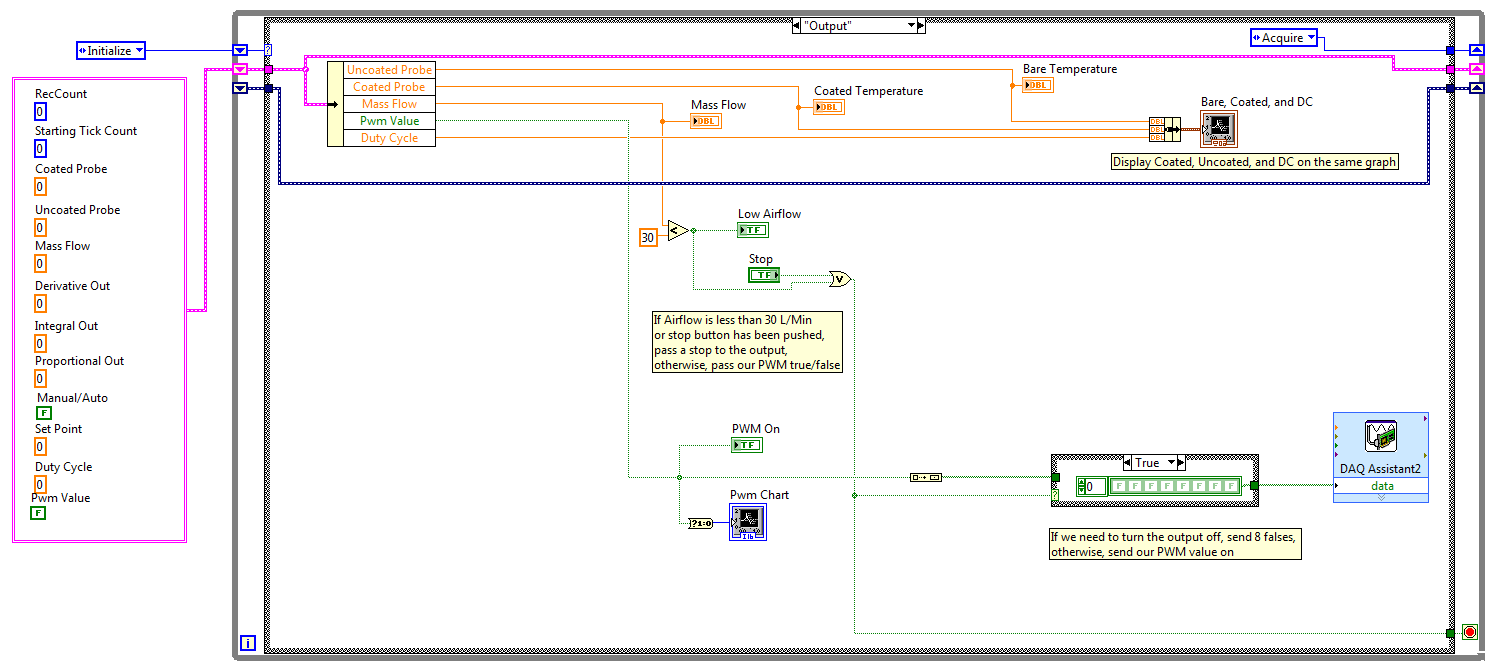 "Output"
Initialize
Acquire
?
RecCount
0
Starting Tick Count
0
Coated Probe
0
Uncoated Probe
0
Mass Flow
0
Derivative Out
0
Integral Out
0
Proportional Out
0
Manual/Auto
F
Set Point
0
Duty Cycle
0
Pwm Value
F
Uncoated Probe
Coated Probe
Mass Flow
Pwm Value
Duty Cycle
Mass Flow
DBL
Coated Temperature
DBL
Bare Temperature
DBL
Bare, Coated, and DC
DBL
DBL
DBL
Display Coated, Uncoated, and DC on the same graph
30
<
Low Airflow
TF
Stop
TF
V
If Airflow is less than 30 L/Min
or stop button has been pushed,
pass a stop to the output,
otherwise, pass our PWM true/false
PWM On
TF
Pwm Chart
?1:0
True
?
0
F F F F F F F F
DAQ Assistant2
data
If we need to turn the output off, send 8 falses,
otherwise, send our PWM value on
i